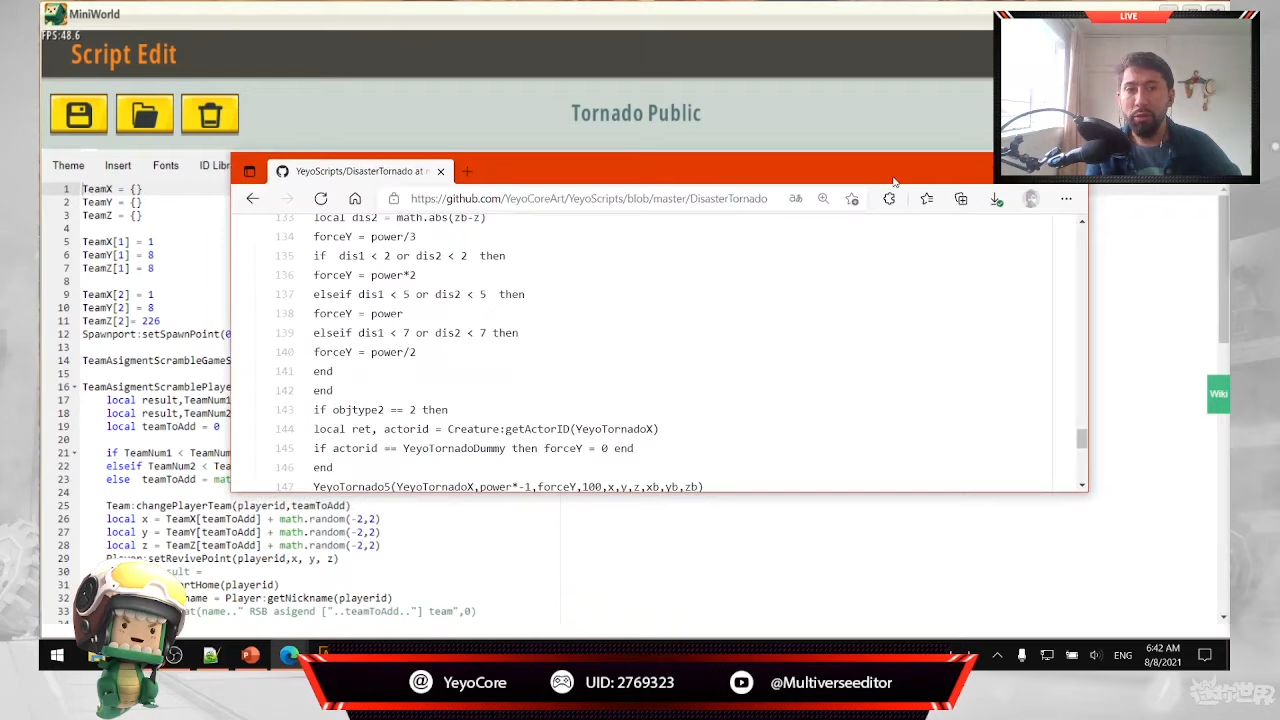 MiniWorld
FPS:48.6
LIVE
Script Edit
Tornado Public
Theme Insert Fonts ID Libr
YeyoScripts/DisasterTornado at
https://github.com/YeyoCoreArt/YeyoScripts/blob/master/DisasterTornado
1 TeamX = {}
2 TeamY = {}
3 TeamZ = {}
4
5 TeamX[1] = 1
6 TeamY[1] = 8
7 TeamZ[1] = 8
8
9 TeamX[2] = 1
10 TeamY[2] = 8
11 TeamZ[2]= 226
12 Spawnport:setSpawnPoint(0
13
14 TeamAsigmentScrambleGameS
15
16 TeamAsigmentScramblePlaye
17 local result,TeamNum1
18 local result,TeamNum2
19 local teamToAdd = 0
20
21 if TeamNum1 < TeamNum
22 elseif TeamNum2 < Tea
23 else teamToAdd = mat
24
25 Team:changePlayerTeam(playerid,teamToAdd)
26 local x = TeamX[teamToAdd] + math.random(-2,2)
27 local y = TeamY[teamToAdd] + math.random(-2,2)
28 local z = TeamZ[teamToAdd] + math.random(-2,2)
29 Player:setRevivePoint(playerid,x, y, z)
30 result =
31 rtHome(playerid)
32 name = Player:getNickname(playerid)
33 at(name.." RSB asigend ["..teamToAdd.."] team",0)
133 local dis2 = math.abs(zb-z)
134 forceY = power/3
135 if dis1 < 2 or dis2 < 2 then
136 forceY = power*2
137 elseif dis1 < 5 or dis2 < 5 then
138 forceY = power
139 elseif dis1 < 7 or dis2 < 7 then
140 forceY = power/2
141 end
142 end
143 if objtype2 == 2 then
144 local ret, actorid = Creature:getActorID(YeyoTornadoX)
145 if actorid == YeyoTornadoDummy then forceY = 0 end
146 end
147 YeyoTornado5(YeyoTornadoX,power*-1,forceY,100,x,y,z,xb,yb,zb)
Wiki
ENG
6:42 AM
8/8/2021
@ YeyoCore
UID: 2769323
@Multiverseeditor
迷你世界